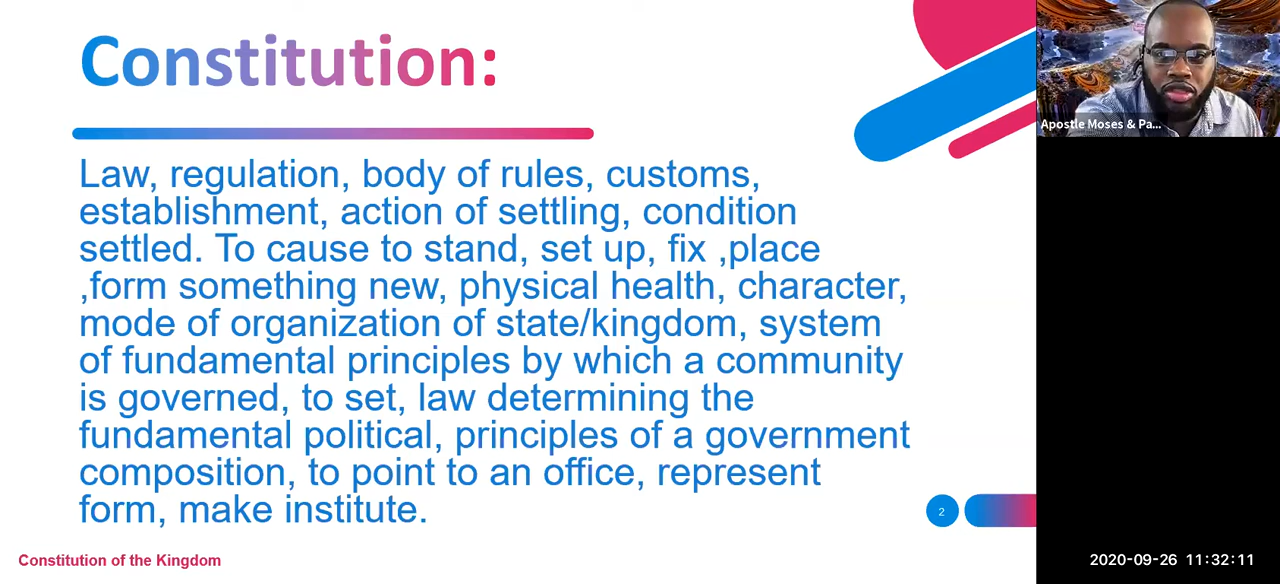 Constitution:
Law, regulation, body of rules, customs,
establishment, action of settling, condition
settled. To cause to stand, set up, fix ,place
,form something new, physical health, character,
mode of organization of state/kingdom, system
of fundamental principles by which a community
is governed, to set, law determining the
fundamental political, principles of a government
composition, to point to an office, represent
form, make institute.
2
Constitution of the Kingdom
Apostle Moses & Pa...
2020-09-26 11:32:11